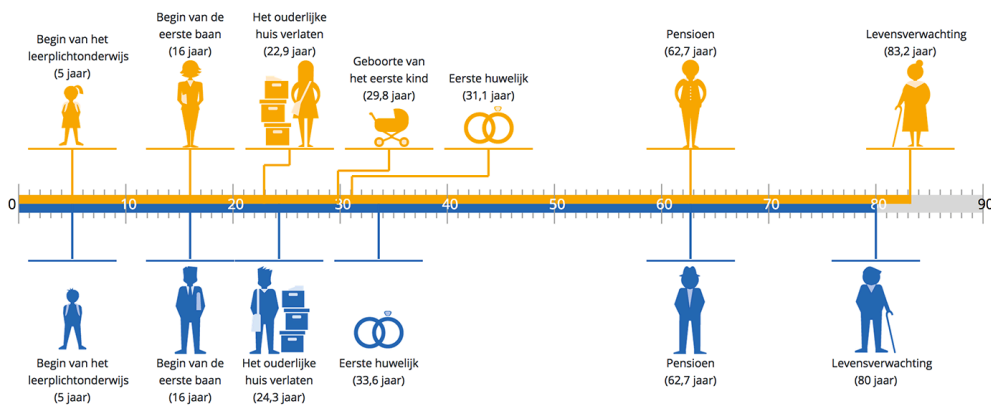 Begin van het
leerplichtonderwijs
(5 jaar)
Begin van de
eerste baan
(16 jaar)
Het ouderlijke
huis verlaten
(22,9 jaar)
Geboorte van
het eerste kind
(29,8 jaar)
Eerste huwelijk
(31,1 jaar)
Pensioen
(62,7 jaar)
Levensverwachting
(83,2 jaar)
0 10 20 30 40 50 60 70 80 90
Begin van het
leerplichtonderwijs
(5 jaar)
Begin van de
eerste baan
(16 jaar)
Het ouderlijke
huis verlaten
(24,3 jaar)
Eerste huwelijk
(33,6 jaar)
Pensioen
(62,7 jaar)
Levensverwachting
(80 jaar)